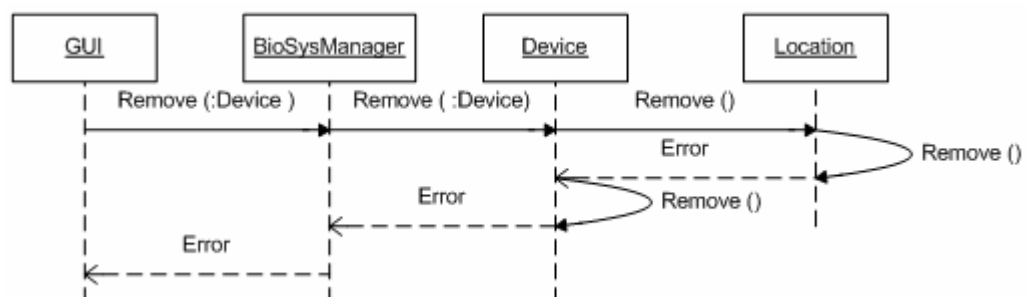 GUI
BioSysManager
Device
Location
Remove (:Device )
Remove ( :Device)
Remove ()
Error
Remove ()
Error
Remove ()
Error